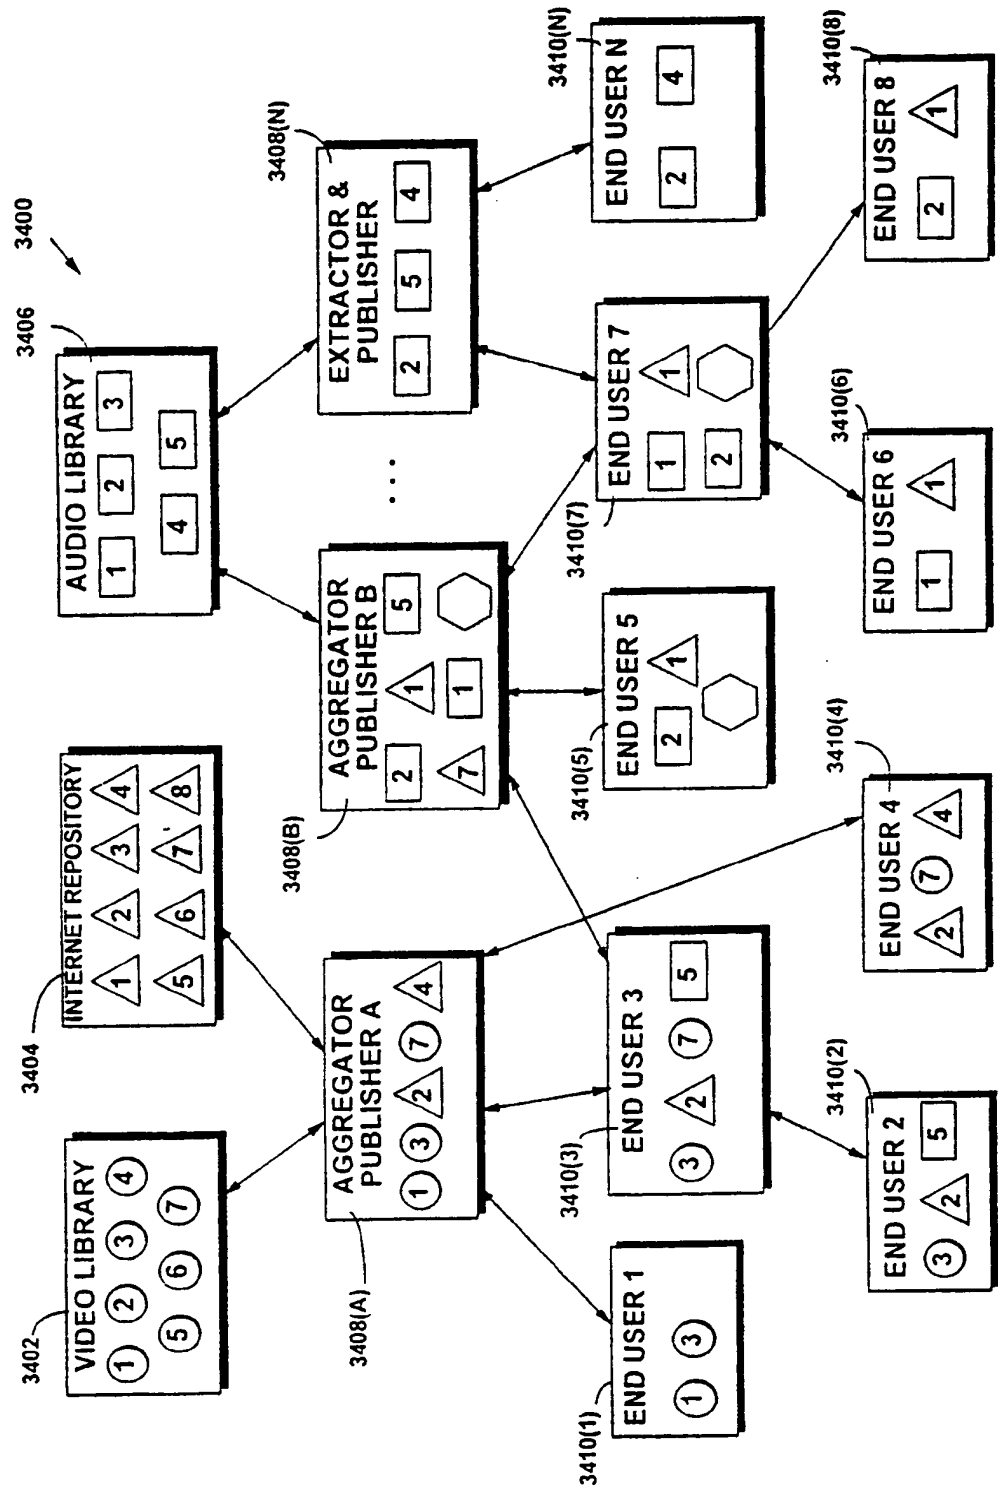 3400
3402
VIDEO LIBRARY
1 2 3 4
5 6 7
3404
INTERNET REPOSITORY
1 2 3 4
5 6 7 8
3406
AUDIO LIBRARY
1 2 3
4 5
3408(A)
AGGREGATOR
PUBLISHER A
1 3 2 7 4
3408(B)
AGGREGATOR
PUBLISHER B
2 1 5
7 1
...
3408(N)
EXTRACTOR &
PUBLISHER
2 5 4
3410(1)
END USER 1
1 3
3410(3)
END USER 3
3 2 7 5
3410(5)
END USER 5
2 1
3410(7)
END USER 7
1 1
2
3410(N)
END USER N
2 4
3410(2)
END USER 2
3 2 5
3410(4)
END USER 4
2 7 4
3410(6)
END USER 6
1 1
3410(8)
END USER 8
2 1